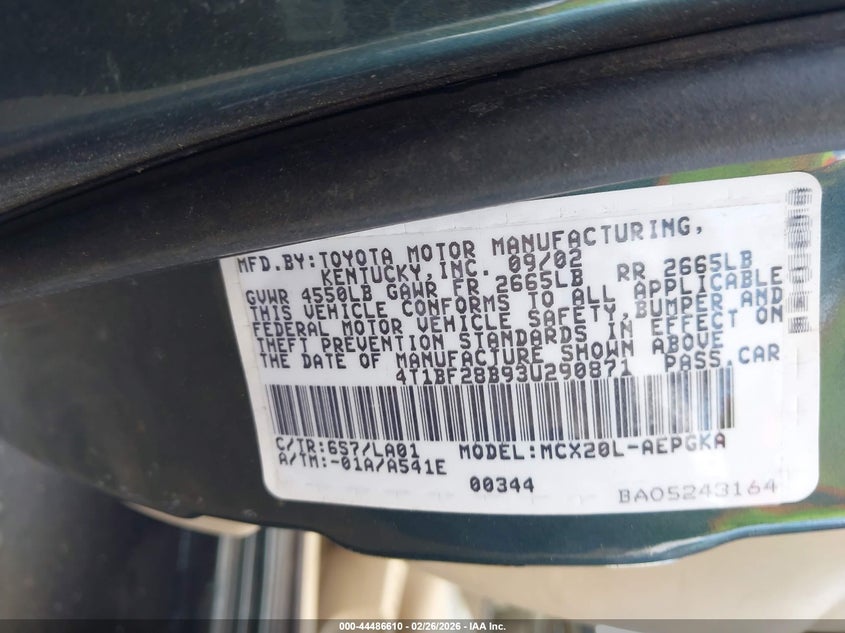 MFD.BY:TOYOTA MOTOR MANUFACTURING,
KENTUCKY,INC. 09/02
GVWR 4550LB GAWR FR 2665LB RR 2665LB
THIS VEHICLE CONFORMS TO ALL APPLICABLE
FEDERAL MOTOR VEHICLE SAFETY,BUMPER AND
THEFT PREVENTION STANDARDS IN EFFECT ON
THE DATE OF MANUFACTURE SHOWN ABOVE
4T1BF28B93U290871 PASS.CAR
C/TR:6S7/LA01 MODEL:MCX20L-AEPGKA
A/TM:-01A/A541E
00344
BA05243164
000-44486610 - 02/26/2026 - IAA Inc.